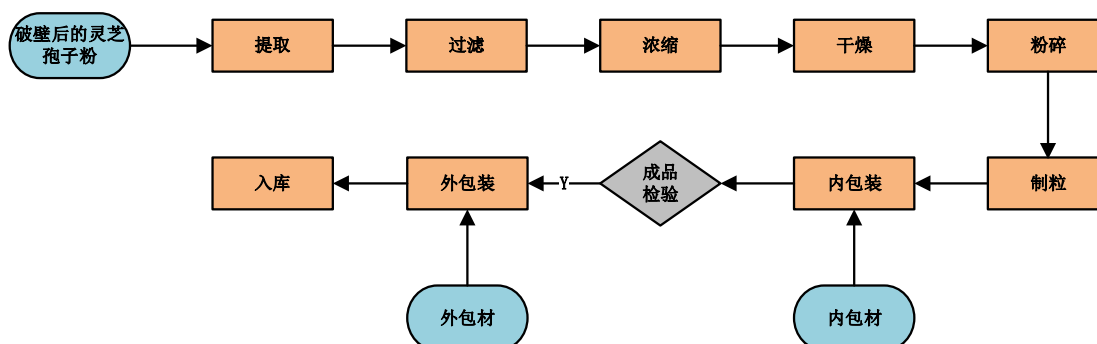 破壁后的灵芝
孢子粉
提取
过滤
浓缩
干燥
粉碎
入库
外包装
Y
成品
检验
内包装
制粒
外包材
内包材